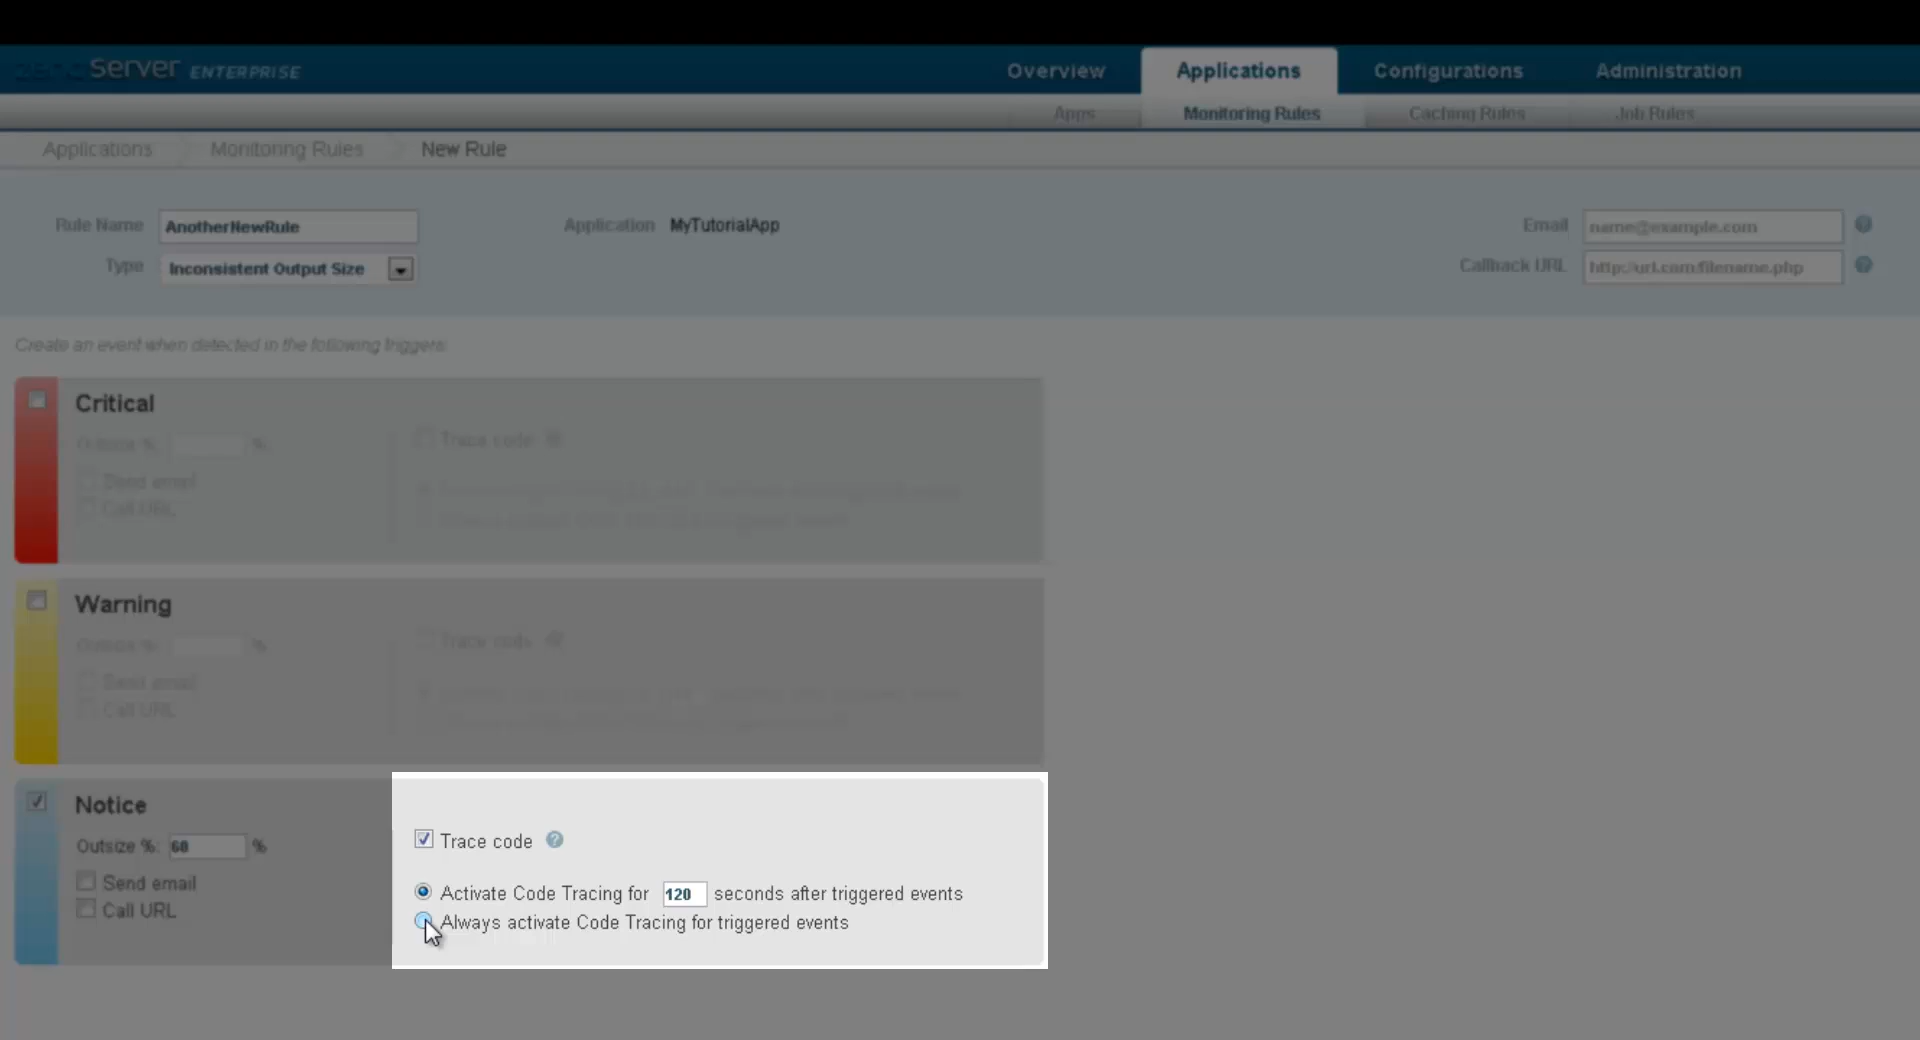 Server ENTERPRISE
Overview Applications Configurations Administration
Apps Monitoring Rules Caching Rules Job Rules
Applications Monitoring Rules New Rule
Rule Name AnotherNewRule Application MyTutorialApp Email name@example.com
Type Inconsistent Output Size Callback URL http://url.com/filename.php
Create an event when detected in the following triggers
Critical
Outsize % %
Trace code
Send email
Call URL
Warning
Outsize % %
Trace code
Send email
Call URL
Notice
Outsize %: 60 %
Send email
Call URL
Trace code ?
Activate Code Tracing for 120 seconds after triggered events
Always activate Code Tracing for triggered events